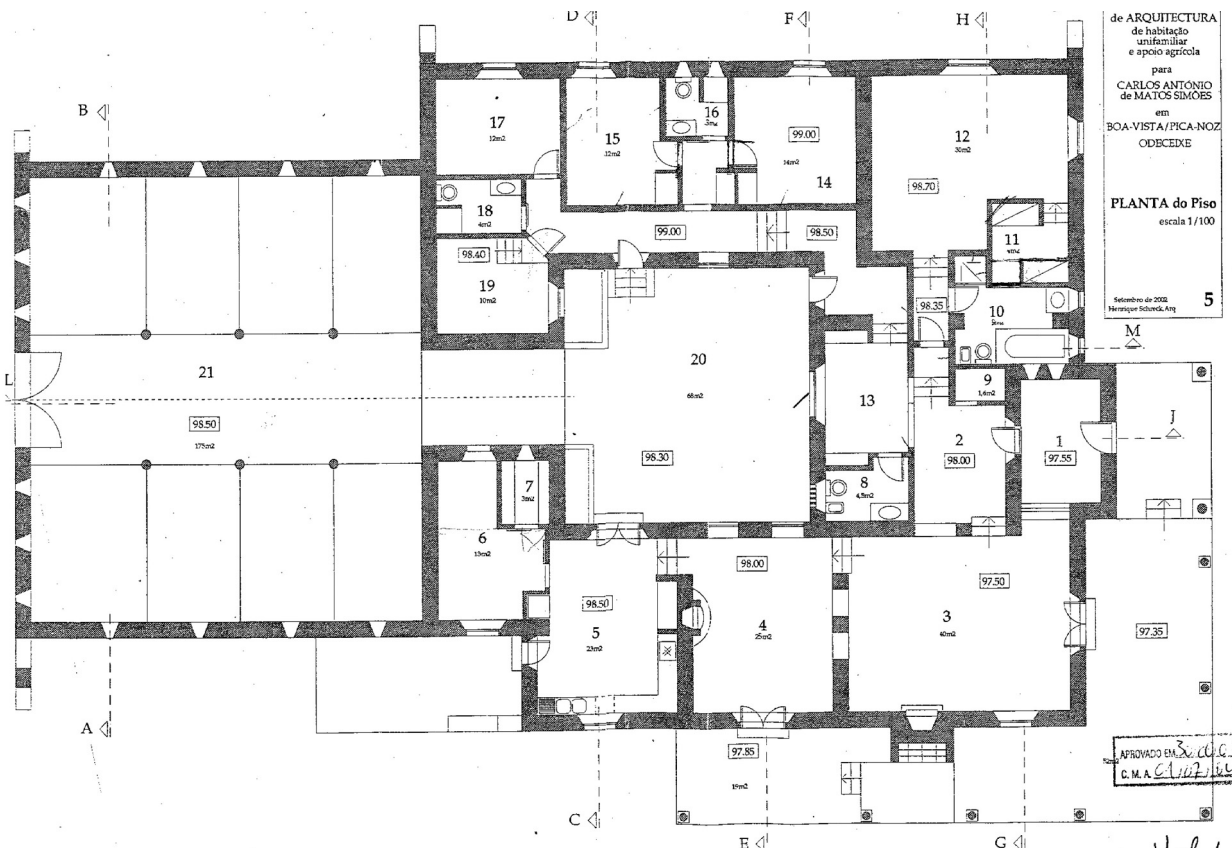 D
F
H
de ARQUITECTURA
de habitação
unifamiliar
e apoio agrícola
para
CARLOS ANTÓNIO
de MATOS SIMÕES
em
BOA-VISTA/PICA-NOZ
ODECEIXE
PLANTA do Piso
escala 1/100
Setembro de 2002
Henrique Schreck, Arq
5
B
17
12m2
15
12m2
16
3m2
99.00
14m2
14
12
30m2
98.70
18
4m2
99.00
98.50
11
98.40
19
10m2
98.35
10
M
L
21
98.50
175m2
20
68m2
98.30
13
9
1,6m2
2
98.00
1
97.55
J
7
3m2
8
4,5m2
6
13m2
98.50
5
23m2
98.00
4
25m2
97.50
3
40m2
97.35
A
97.85
19m2
APROVADO EM
C. M. A.
C
E
G